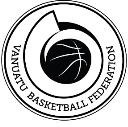 VANUATU BASKETBALL FEDERATION